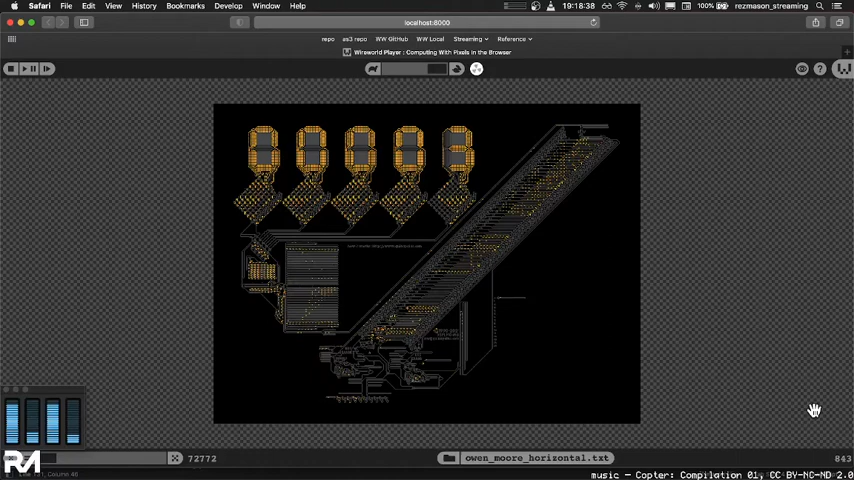 Safari File Edit View History Bookmarks Develop Window Help 100% 19:18:38 rezmason_streaming
localhost:8000
repo as3 repo WW GitHub WW Local Streaming Reference
Wireworld Player : Computing With Pixels in the Browser
72772 owen_moore_horizontal.txt 843
RM
music – Copter: Compilation 01, CC BY-NC-ND 2.0